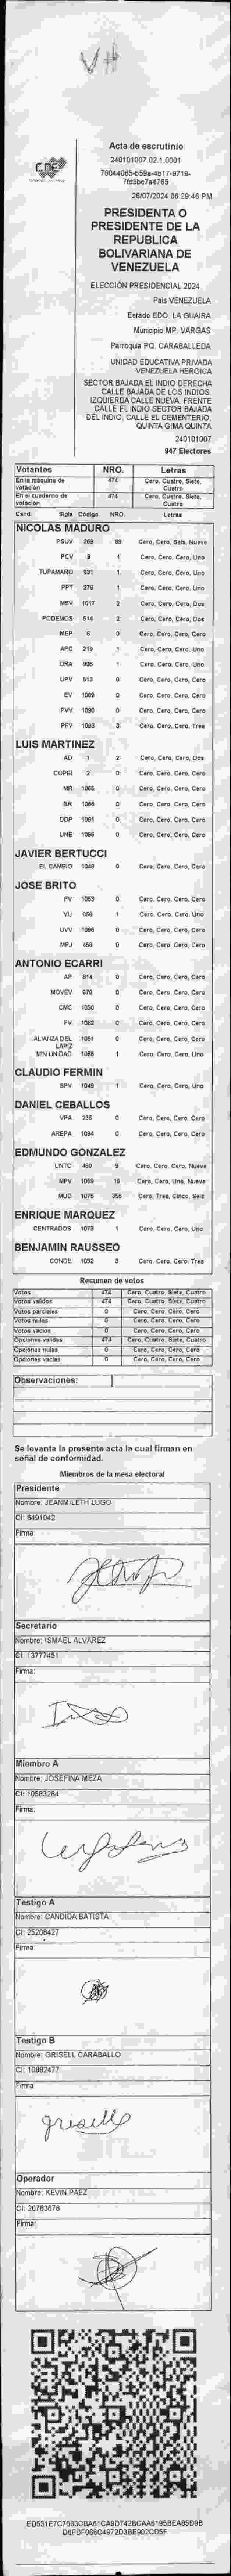 VH
CNE
Acta de escrutinio
240101007.02.1.0001
28/07/2024 06:29:46 PM
PRESIDENTA O
PRESIDENTE DE LA
REPUBLICA
BOLIVARIANA DE
VENEZUELA
ELECCIÓN PRESIDENCIAL 2024
País VENEZUELA
Estado EDO. LA GUAIRA
Municipio MP. VARGAS
Parroquia PQ. CARABALLEDA
UNIDAD EDUCATIVA PRIVADA
VENEZUELA HEROICA
SECTOR BAJADA EL INDIO DERECHA
CALLE BAJADA DE LOS INDIOS.
IZQUIERDA CALLE NUEVA. FRENTE
CALLE EL INDIO SECTOR BAJADA
DEL INDIO, CALLE EL CEMENTERIO,
QUINTA GIMA QUINTA
240101007
947 Electores
Votantes NRO. Letras
En la máquina de votación 474 Cero, Cuatro, Siete, Cuatro
En el cuaderno de votación 474 Cero, Cuatro, Siete, Cuatro
Cand. Sigla Código NRO. Letras
NICOLAS MADURO
PSUV 269 69 Cero, Cero, Seis, Nueve
PCV 9 1 Cero, Cero, Cero, Uno
TUPAMARO 931 1 Cero, Cero, Cero, Uno
PPT 276 1 Cero, Cero, Cero, Uno
MSV 1017 2 Cero, Cero, Cero, Dos
PODEMOS 514 2 Cero, Cero, Cero, Dos
MEP 6 0 Cero, Cero, Cero, Cero
APC 219 1 Cero, Cero, Cero, Uno
ORA 906 1 Cero, Cero, Cero, Uno
UPV 513 0 Cero, Cero, Cero, Cero
EV 1089 0 Cero, Cero, Cero, Cero
PVV 1090 0 Cero, Cero, Cero, Cero
PFV 1093 3 Cero, Cero, Cero, Tres
LUIS MARTINEZ
AD 1 2 Cero, Cero, Cero, Dos
COPEI 2 0 Cero, Cero, Cero, Cero
MR 1065 0 Cero, Cero, Cero, Cero
BR 1066 0 Cero, Cero, Cero, Cero
DDP 1091 0 Cero, Cero, Cero, Cero
UNE 1096 0 Cero, Cero, Cero, Cero
JAVIER BERTUCCI
EL CAMBIO 1048 0 Cero, Cero, Cero, Cero
JOSE BRITO
PV 1053 0 Cero, Cero, Cero, Cero
VU 1 Cero, Cero, Cero, Uno
UVV 0 Cero, Cero, Cero, Cero
MPJ 458 0 Cero, Cero, Cero, Cero
ANTONIO ECARRI
AP 814 0 Cero, Cero, Cero, Cero
MOVEV 0 Cero, Cero, Cero, Cero
CMC 1050 0 Cero, Cero, Cero, Cero
FV 1062 0 Cero, Cero, Cero, Cero
ALIANZA DEL LAPIZ 1051 0 Cero, Cero, Cero, Cero
MIN UNIDAD 1068 1 Cero, Cero, Cero, Uno
CLAUDIO FERMIN
SPV 1049 1 Cero, Cero, Cero, Uno
DANIEL CEBALLOS
VPA 235 0 Cero, Cero, Cero, Cero
AREPA 1094 0 Cero, Cero, Cero, Cero
EDMUNDO GONZALEZ
UNTC 460 9 Cero, Cero, Cero, Nueve
MPV 1069 19 Cero, Cero, Uno, Nueve
MUD 1075 356 Cero, Tres, Cinco, Seis
ENRIQUE MARQUEZ
CENTRADOS 1073 1 Cero, Cero, Cero, Uno
BENJAMIN RAUSSEO
CONDE 1092 3 Cero, Cero, Cero, Tres
Resumen de votos
Votos 474 Cero, Cuatro, Siete, Cuatro
Votos validos 474 Cero, Cuatro, Siete, Cuatro
Votos parciales 0 Cero, Cero, Cero, Cero
Votos nulos 0 Cero, Cero, Cero, Cero
Votos vacios 0 Cero, Cero, Cero, Cero
Opciones validas 474 Cero, Cuatro, Siete, Cuatro
Opciones nulas 0 Cero, Cero, Cero, Cero
Opciones vacias 0 Cero, Cero, Cero, Cero
Observaciones:
Se levanta la presente acta la cual firman en
señal de conformidad.
Miembros de la mesa electoral
Presidente
Nombre: JEANMILETH LUGO
CI: 6491042
Firma:
Secretario
Nombre: ISMAEL ALVAREZ
CI: 13777451
Firma:
Miembro A
Nombre: JOSEFINA MEZA
CI: 10583264
Firma:
Testigo A
Nombre: CANDIDA BATISTA
CI: 25208427
Firma:
Testigo B
Nombre: GRISELL CARABALLO
CI: 10882477
Firma:
griselle
Operador
Nombre: KEVIN PAEZ
CI: 20783678
Firma: